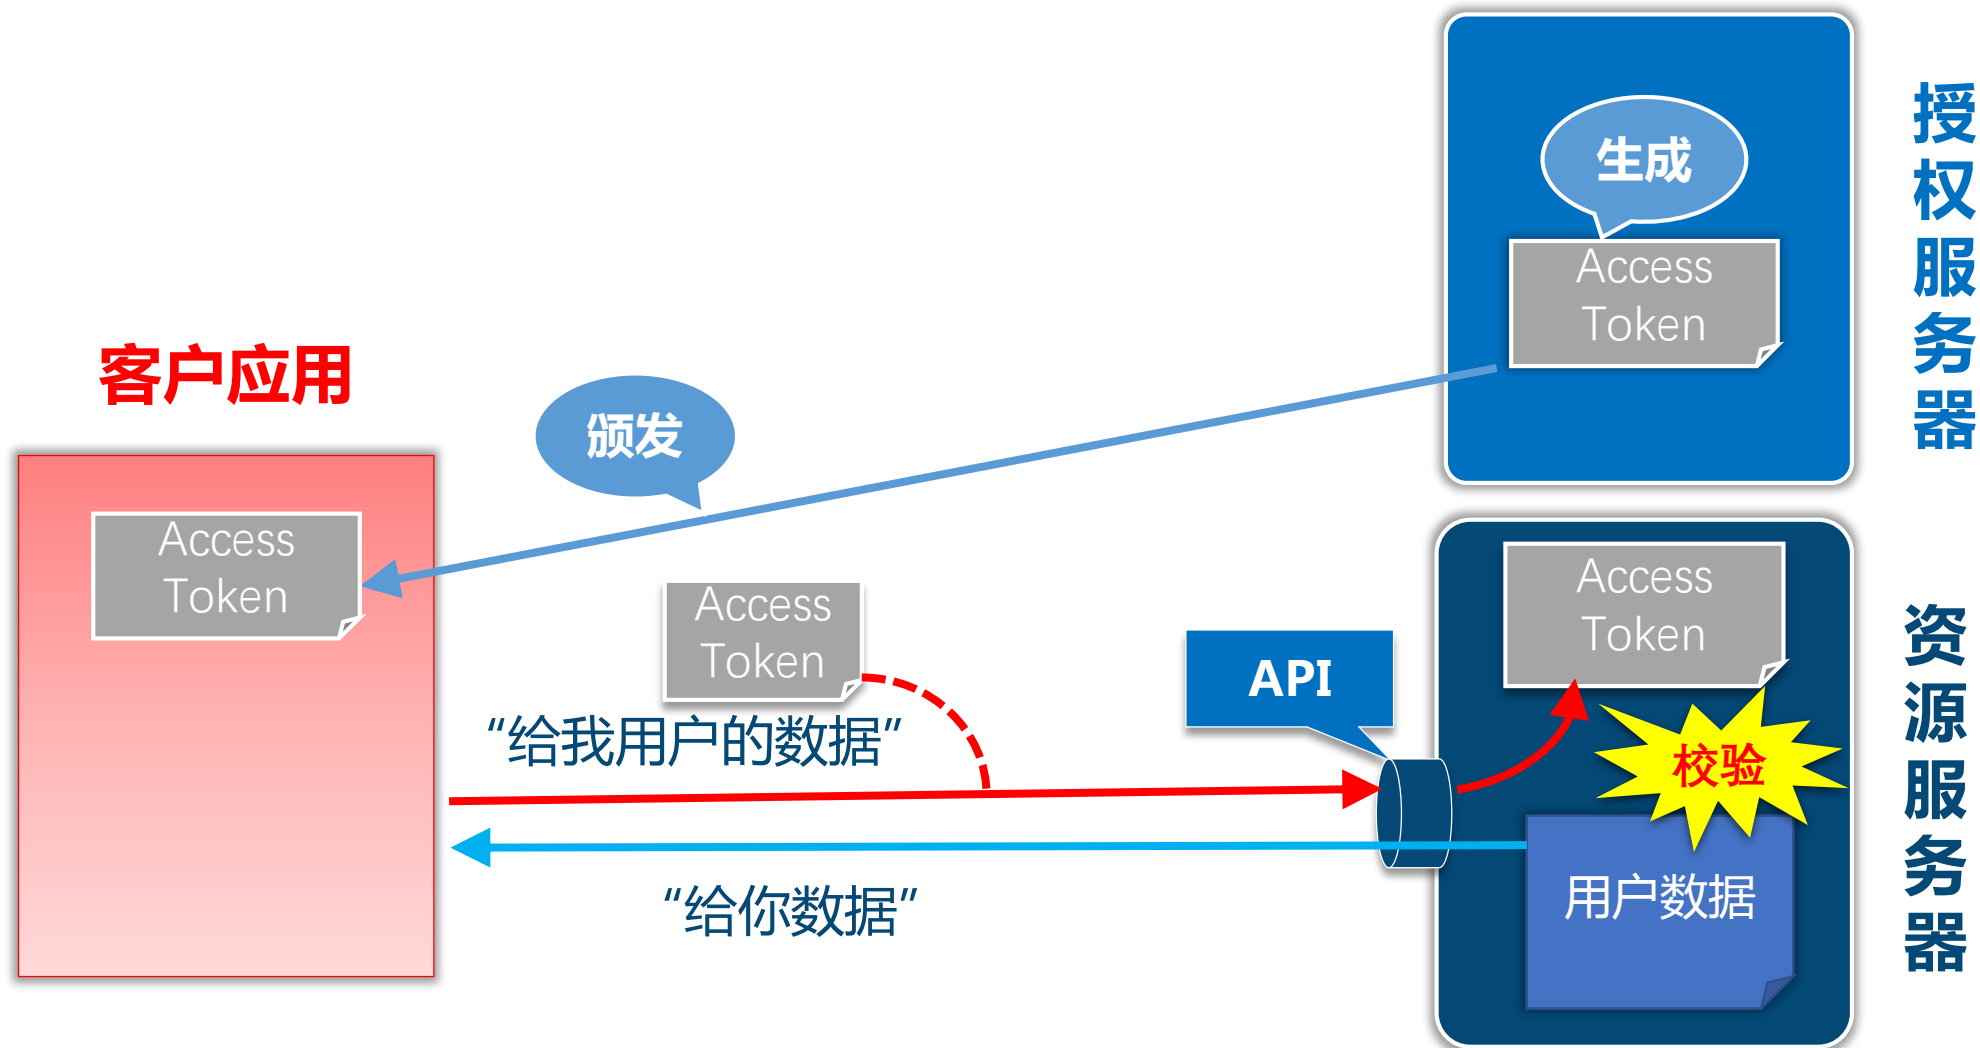 授权服务器
生成
Access
Token
客户应用
颁发
Access
Token
Access
Token
“给我用户的数据”
API
Access
Token
校验
用户数据
“给你数据”
资源服务器